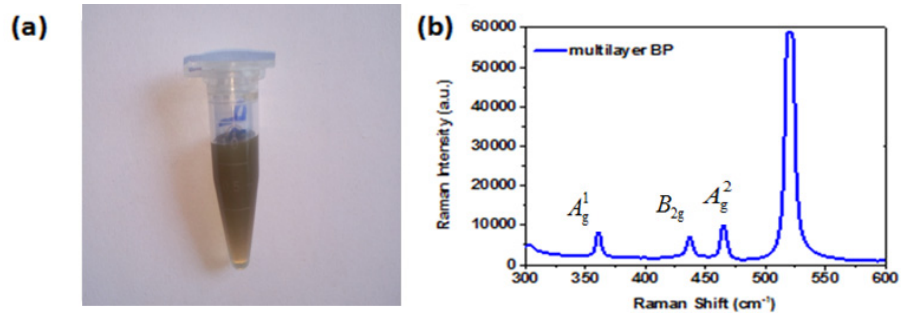 (a)
(b)
60000
50000
40000
30000
20000
10000
0
Raman Intensity (a.u.)
multilayer BP
A¹g
B2g
A²g
300 350 400 450 500 550 600
Raman Shift (cm⁻¹)